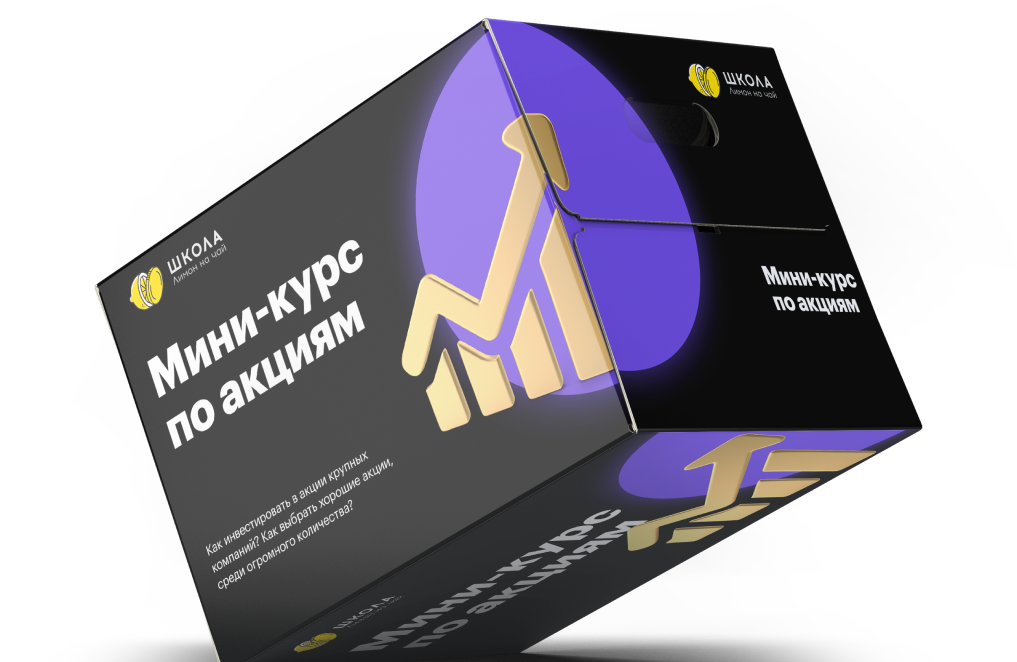 ШКОЛА
Лимон на чай
Мини-курс
по акциям
Как инвестировать в акции крупных
компаний? Как выбрать хорошие акции,
среди огромного количества?
ШКОЛА
Лимон на чай
Мини-курс
по акциям
ШКОЛА
Мини-курс
по акциям